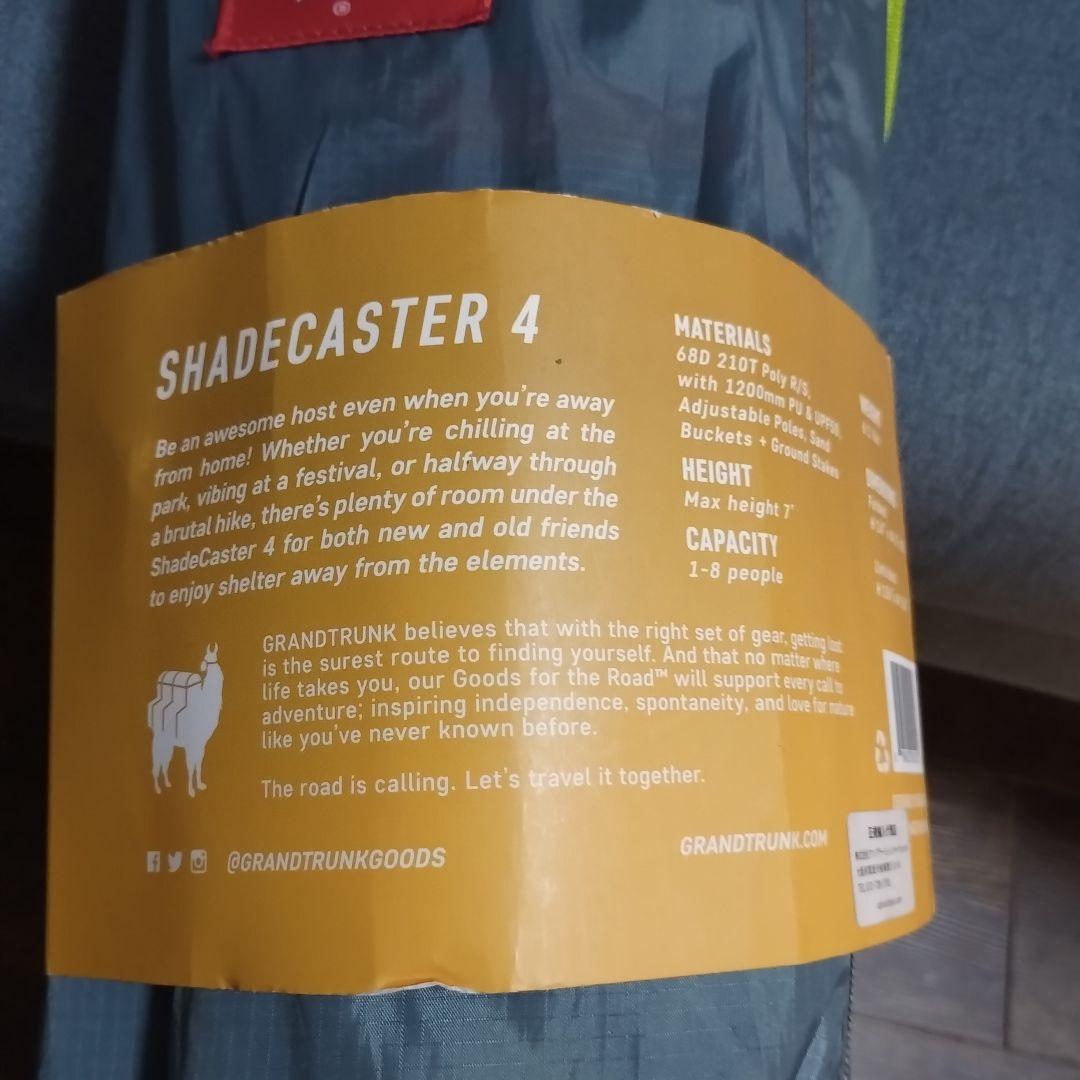 ®
SHADECASTER 4
Be an awesome host even when you're away
from home! Whether you're chilling at the
park, vibing at a festival, or halfway through
a brutal hike, there's plenty of room under the
ShadeCaster 4 for both new and old friends
to enjoy shelter away from the elements.
MATERIALS
68D 210T Poly R/S,
with 1200mm PU & UPF50,
Adjustable Poles, Sand
Buckets + Ground Stakes
HEIGHT
Max height 7'
CAPACITY
1-8 people
GRANDTRUNK believes that with the right set of gear, getting lost
is the surest route to finding yourself. And that no matter where
life takes you, our Goods for the Road™ will support every call to
adventure; inspiring independence, spontaneity, and love for nature
like you've never known before.
The road is calling. Let's travel it together.
@GRANDTRUNKGOODS
GRANDTRUNK.COM